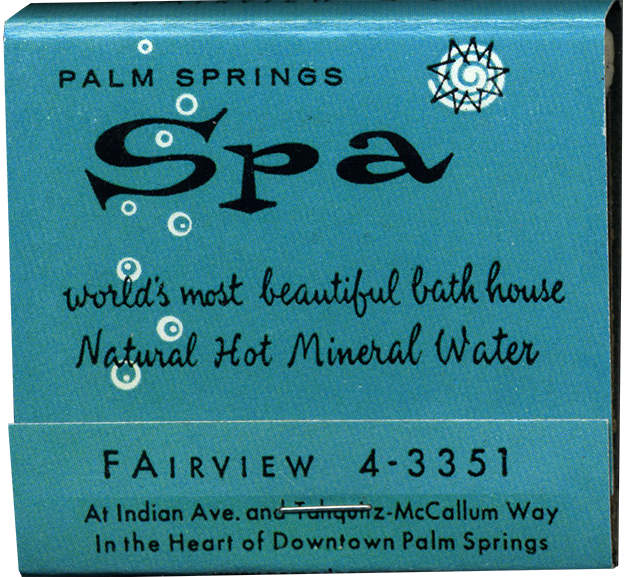 PALM SPRINGS
Spa
world's most beautiful bath house
Natural Hot Mineral Water
FAIRVIEW 4-3351
At Indian Ave. and Tahquitz-McCallum Way
In the Heart of Downtown Palm Springs